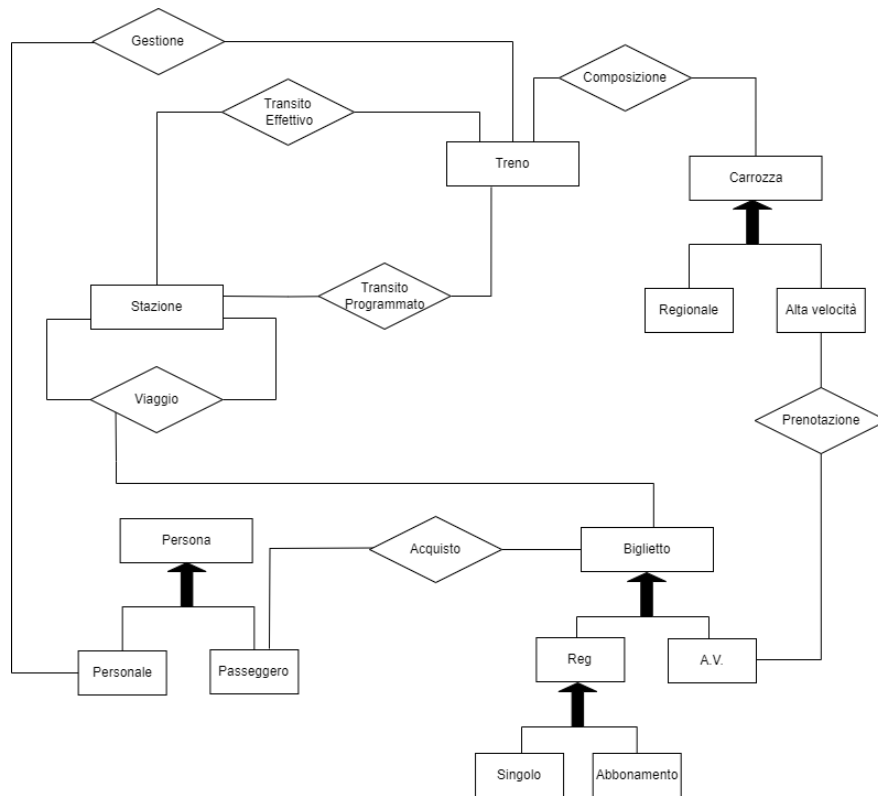 Gestione
Composizione
Transito
Effettivo
Treno
Carrozza
Stazione
Transito
Programmato
Regionale
Alta velocità
Viaggio
Prenotazione
Persona
Acquisto
Biglietto
Personale
Passeggero
Reg
A.V.
Singolo
Abbonamento